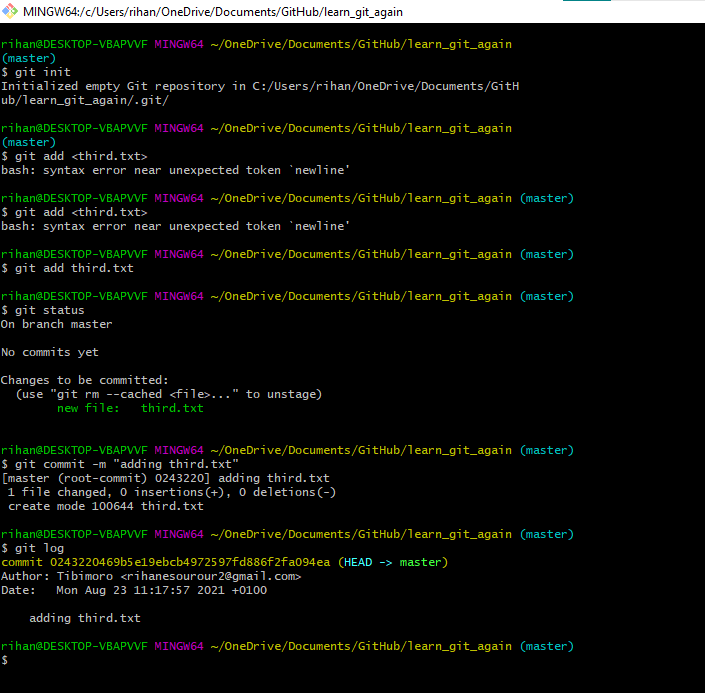 MINGW64:/c/Users/rihan/OneDrive/Documents/GitHub/learn_git_again
rihan@DESKTOP-VBAPVVF MINGW64 ~/OneDrive/Documents/GitHub/learn_git_again
(master)
$ git init
Initialized empty Git repository in C:/Users/rihan/OneDrive/Documents/GitH
ub/learn_git_again/.git/
rihan@DESKTOP-VBAPVVF MINGW64 ~/OneDrive/Documents/GitHub/learn_git_again
(master)
$ git add <third.txt>
bash: syntax error near unexpected token `newline'
rihan@DESKTOP-VBAPVVF MINGW64 ~/OneDrive/Documents/GitHub/learn_git_again (master)
$ git add <third.txt>
bash: syntax error near unexpected token `newline'
rihan@DESKTOP-VBAPVVF MINGW64 ~/OneDrive/Documents/GitHub/learn_git_again (master)
$ git add third.txt
rihan@DESKTOP-VBAPVVF MINGW64 ~/OneDrive/Documents/GitHub/learn_git_again (master)
$ git status
On branch master
No commits yet
Changes to be committed:
  (use "git rm --cached <file>..." to unstage)
        new file:   third.txt
rihan@DESKTOP-VBAPVVF MINGW64 ~/OneDrive/Documents/GitHub/learn_git_again (master)
$ git commit -m "adding third.txt"
[master (root-commit) 0243220] adding third.txt
 1 file changed, 0 insertions(+), 0 deletions(-)
 create mode 100644 third.txt
rihan@DESKTOP-VBAPVVF MINGW64 ~/OneDrive/Documents/GitHub/learn_git_again (master)
$ git log
commit 0243220469b5e19ebcb4972597fd886f2fa094ea (HEAD -> master)
Author: Tibimoro <rihanesourour2@gmail.com>
Date:   Mon Aug 23 11:17:57 2021 +0100
    adding third.txt
rihan@DESKTOP-VBAPVVF MINGW64 ~/OneDrive/Documents/GitHub/learn_git_again (master)
$